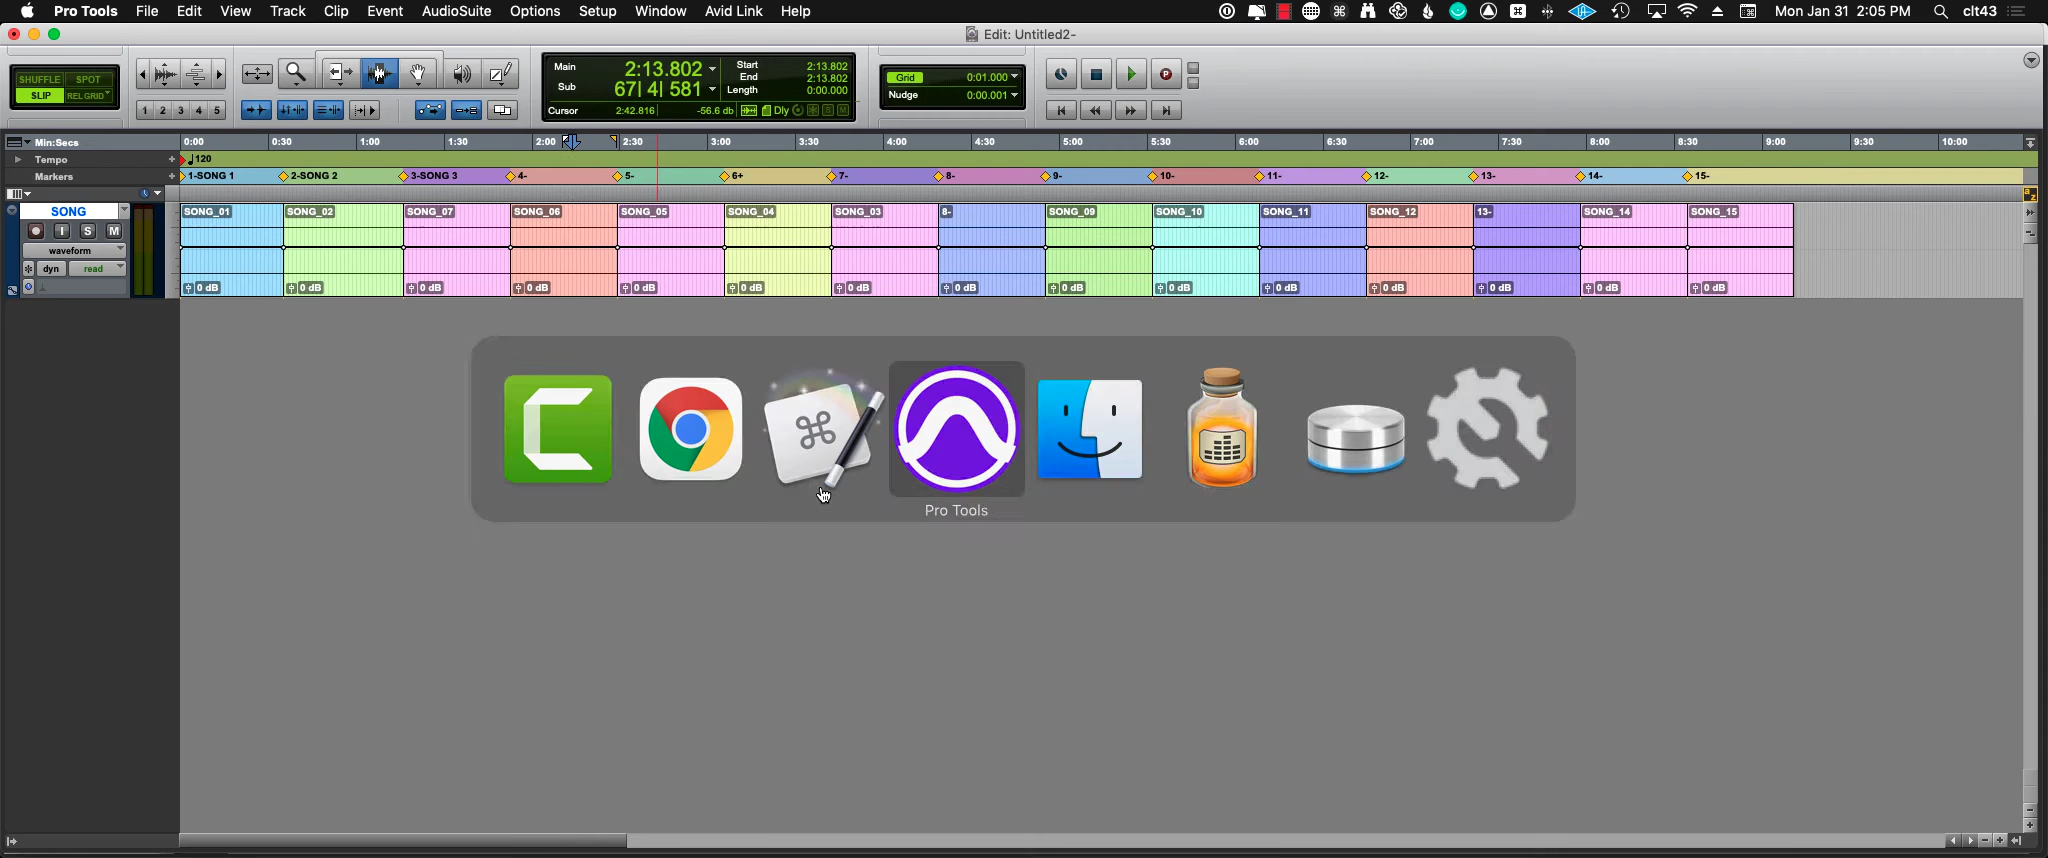 Pro Tools File Edit View Track Clip Event AudioSuite Options Setup Window Avid Link Help Mon Jan 31 2:05 PM clt43
Edit: Untitled2-
SHUFFLE SPOT
SLIP REL GRID
1 2 3 4 5
Main 2:13.802
Sub 67| 4| 581
Start 2:13.802
End 2:13.802
Length 0:00.000
Cursor 2:42.816 -56.6 db Dly
Grid 0:01.000
Nudge 0:00.001
Min:Secs 0:00 0:30 1:00 1:30 2:00 2:30 3:00 3:30 4:00 4:30 5:00 5:30 6:00 6:30 7:00 7:30 8:00 8:30 9:00 9:30 10:00
Tempo + 120
Markers + 1-SONG 1 2-SONG 2 3-SONG 3 4- 5- 6+ 7- 8- 9- 10- 11- 12- 13- 14- 15-
SONG SONG_01 SONG_02 SONG_07 SONG_06 SONG_05 SONG_04 SONG_03 8- SONG_09 SONG_10 SONG_11 SONG_12 13- SONG_14 SONG_15
I S M
waveform
dyn read
0 dB 0 dB 0 dB 0 dB 0 dB 0 dB 0 dB 0 dB 0 dB 0 dB 0 dB 0 dB 0 dB 0 dB 0 dB
Pro Tools